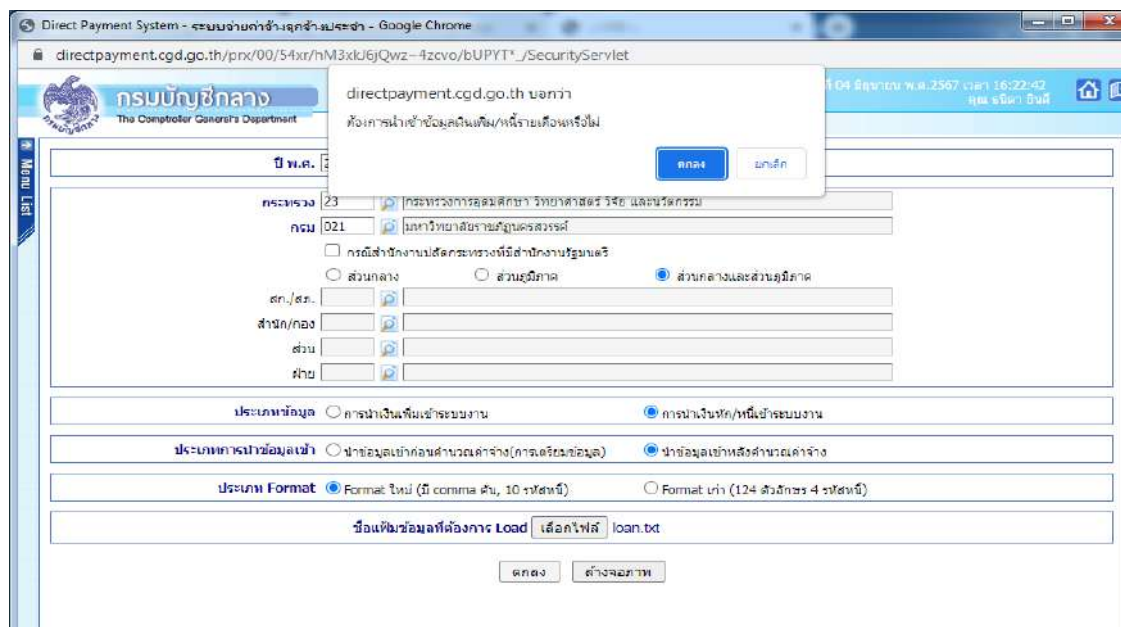 Direct Payment System - ระบบจ่ายค่าจ้างลูกจ้างประจำ - Google Chrome
directpayment.cgd.go.th/prx/00/54xr/hM3xkJ6jQwz--4zcvo/bUPYT*_/SecurityServlet
กรมบัญชีกลาง
The Comptroller General's Department
04 มิถุนายน พ.ศ.2567 เวลา 16:22:42
คุณ
directpayment.cgd.go.th บอกว่า
ต้องการนำเข้าข้อมูลเงินเพิ่ม/หนี้รายเดือนหรือไม่
ตกลง ยกเลิก
Menu List
ปี พ.ศ. 2
กระทรวง 23 กระทรวงการอุดมศึกษา วิทยาศาสตร์ วิจัย และนวัตกรรม
กรม 021 มหาวิทยาลัยราชภัฏนครสวรรค์
กรณีสำนักงานปลัดกระทรวงที่มีสำนักงานรัฐมนตรี
ส่วนกลาง ส่วนภูมิภาค ส่วนกลางและส่วนภูมิภาค
สก./สภ.
สำนัก/กอง
ส่วน
ฝ่าย
ประเภทข้อมูล การนำเงินเพิ่มเข้าระบบงาน การนำเงินหัก/หนี้เข้าระบบงาน
ประเภทการนำข้อมูลเข้า นำข้อมูลเข้าก่อนคำนวณค่าจ้าง(การเตรียมข้อมูล) นำข้อมูลเข้าหลังคำนวณค่าจ้าง
ประเภท Format Format ใหม่ (มี comma คั่น, 10 รหัสหนี้) Format เก่า (124 ตัวอักษร 4 รหัสหนี้)
ชื่อแฟ้มข้อมูลที่ต้องการ Load เลือกไฟล์ loan.txt
ตกลง ล้างจอภาพ